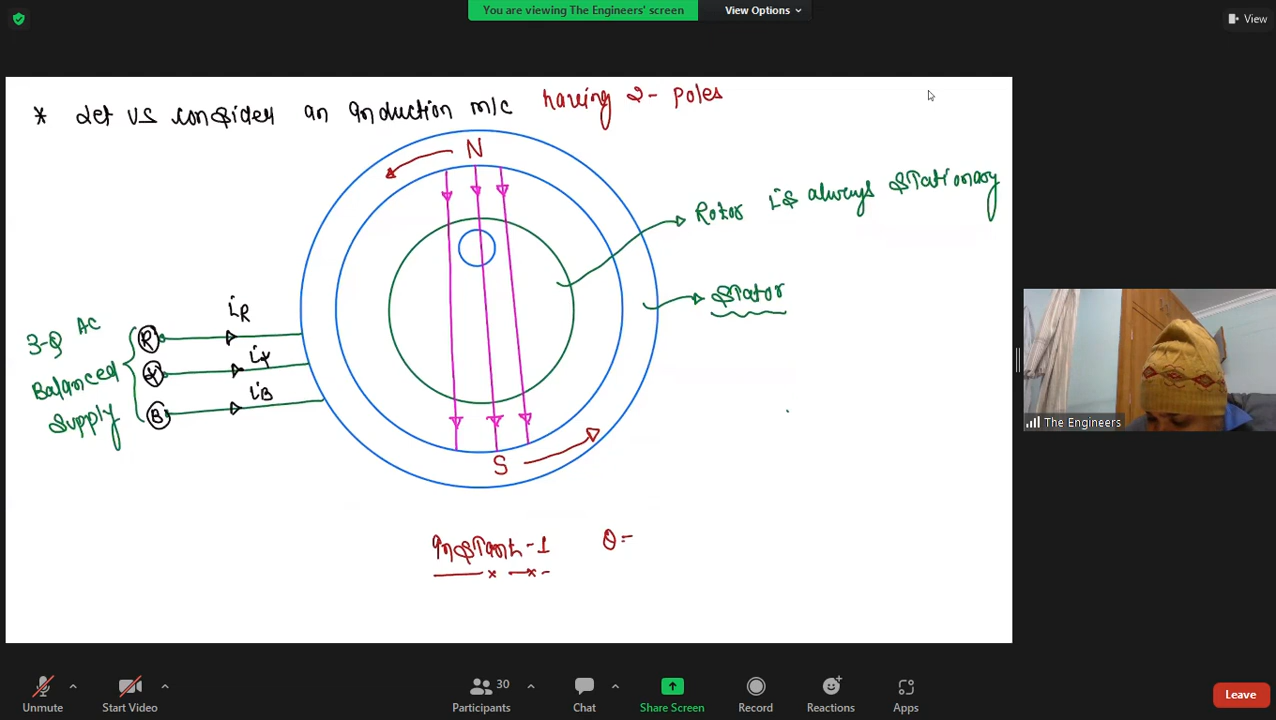 You are viewing The Engineers' screen
View Options
View
* Let us consider an Induction m/c having 2- Poles
N
Rotor is always stationary
Stator
3-Φ AC
Balanced
Supply
R
Y
B
iR
iY
iB
S
Instant-1 θ=
The Engineers
Unmute
Start Video
30
Participants
Chat
Share Screen
Record
Reactions
Apps
Leave